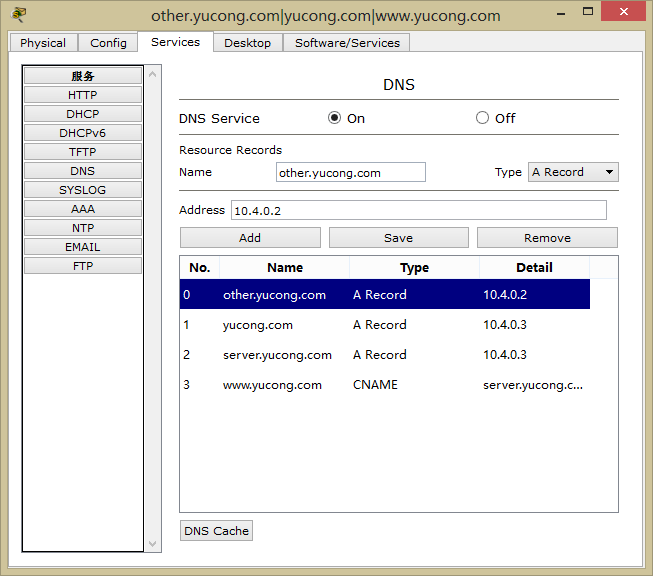 other.yucong.com|yucong.com|www.yucong.com
Physical Config Services Desktop Software/Services
服务
HTTP
DHCP
DHCPv6
TFTP
DNS
SYSLOG
AAA
NTP
EMAIL
FTP
DNS
DNS Service On Off
Resource Records
Name other.yucong.com Type A Record
Address 10.4.0.2
Add Save Remove
No. Name Type Detail
0 other.yucong.com A Record 10.4.0.2
1 yucong.com A Record 10.4.0.3
2 server.yucong.com A Record 10.4.0.3
3 www.yucong.com CNAME server.yucong.c...
DNS Cache